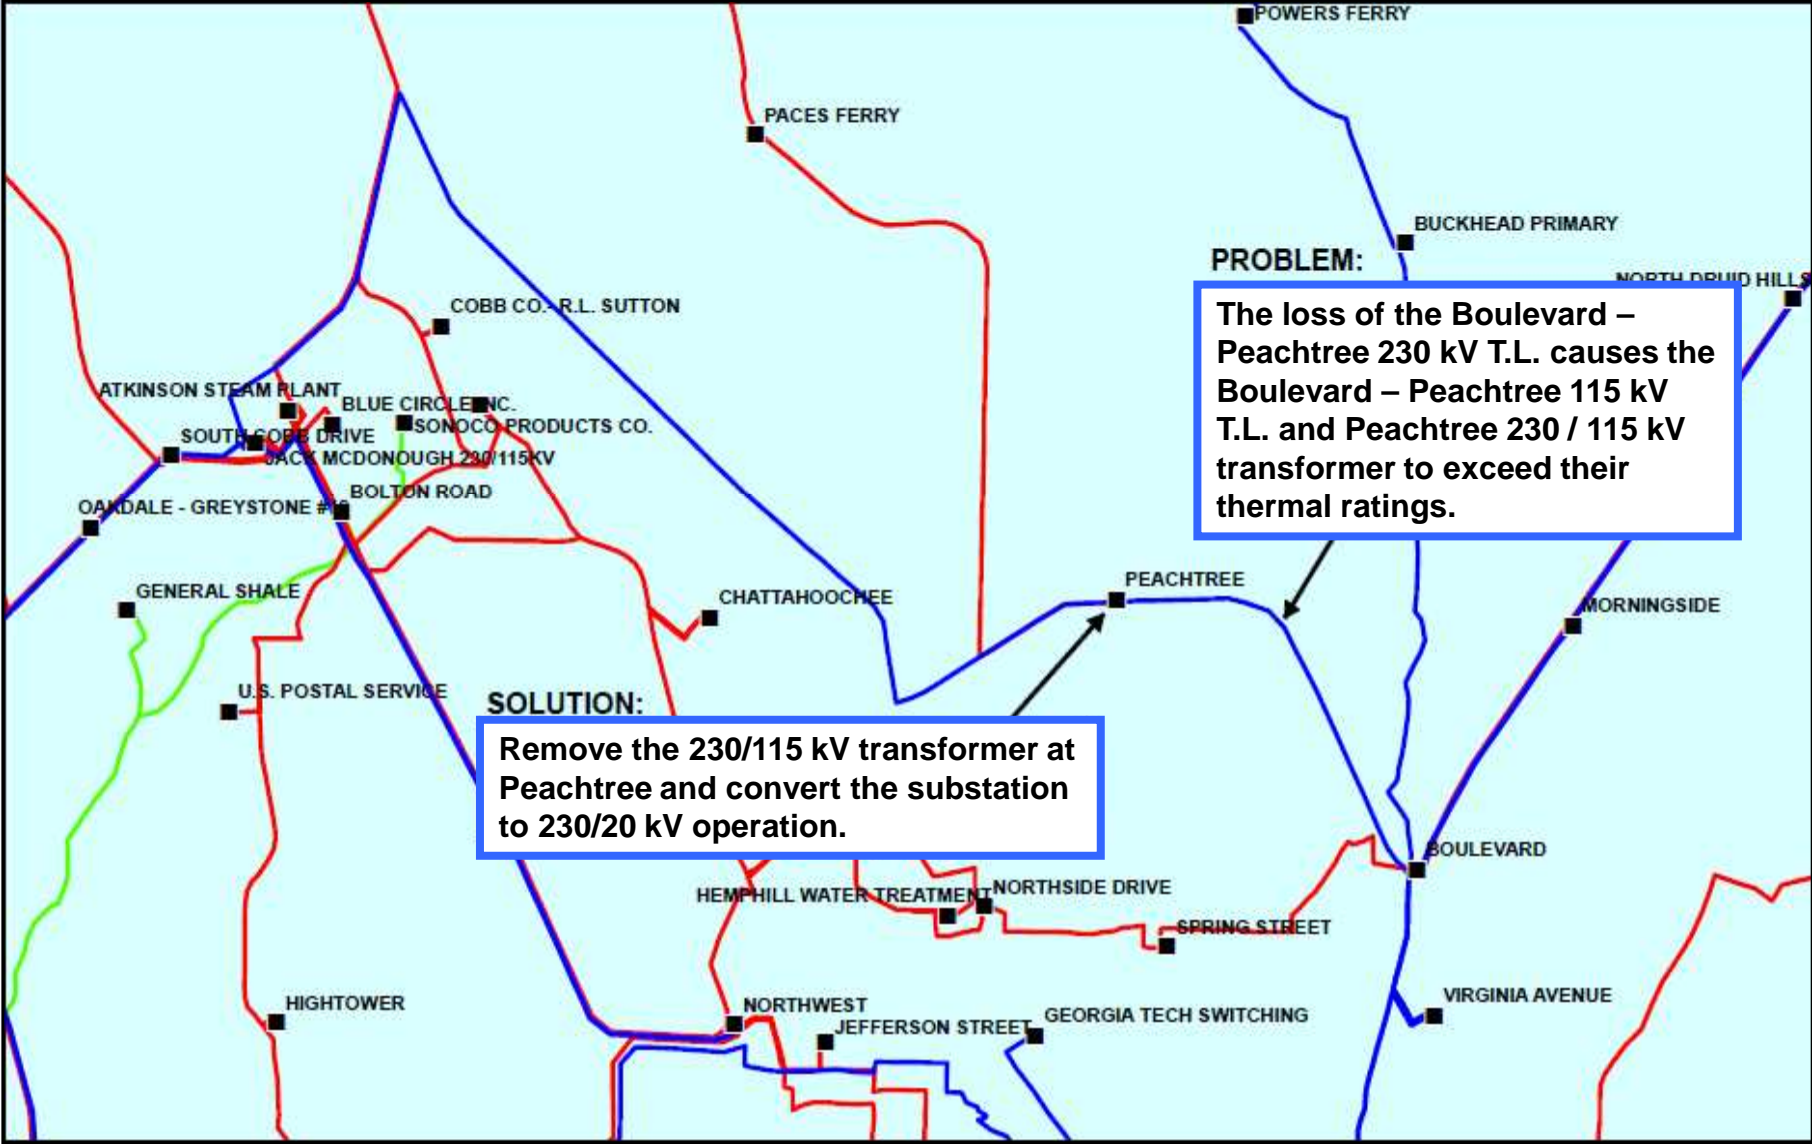 POWERS FERRY
PACES FERRY
BUCKHEAD PRIMARY
PROBLEM:
NORTH DRUID HILLS
The loss of the Boulevard –
Peachtree 230 kV T.L. causes the
Boulevard – Peachtree 115 kV
T.L. and Peachtree 230 / 115 kV
transformer to exceed their
thermal ratings.
COBB CO.- R.L. SUTTON
ATKINSON STEAM PLANT
BLUE CIRCLE INC.
SONOCO PRODUCTS CO.
SOUTH COBB DRIVE
JACK MCDONOUGH 230/115KV
BOLTON ROAD
OAKDALE - GREYSTONE
GENERAL SHALE
CHATTAHOOCHEE
PEACHTREE
MORNINGSIDE
U.S. POSTAL SERVICE
SOLUTION:
Remove the 230/115 kV transformer at
Peachtree and convert the substation
to 230/20 kV operation.
BOULEVARD
HEMPHILL WATER TREATMENT
NORTHSIDE DRIVE
SPRING STREET
HIGHTOWER
NORTHWEST
JEFFERSON STREET
GEORGIA TECH SWITCHING
VIRGINIA AVENUE